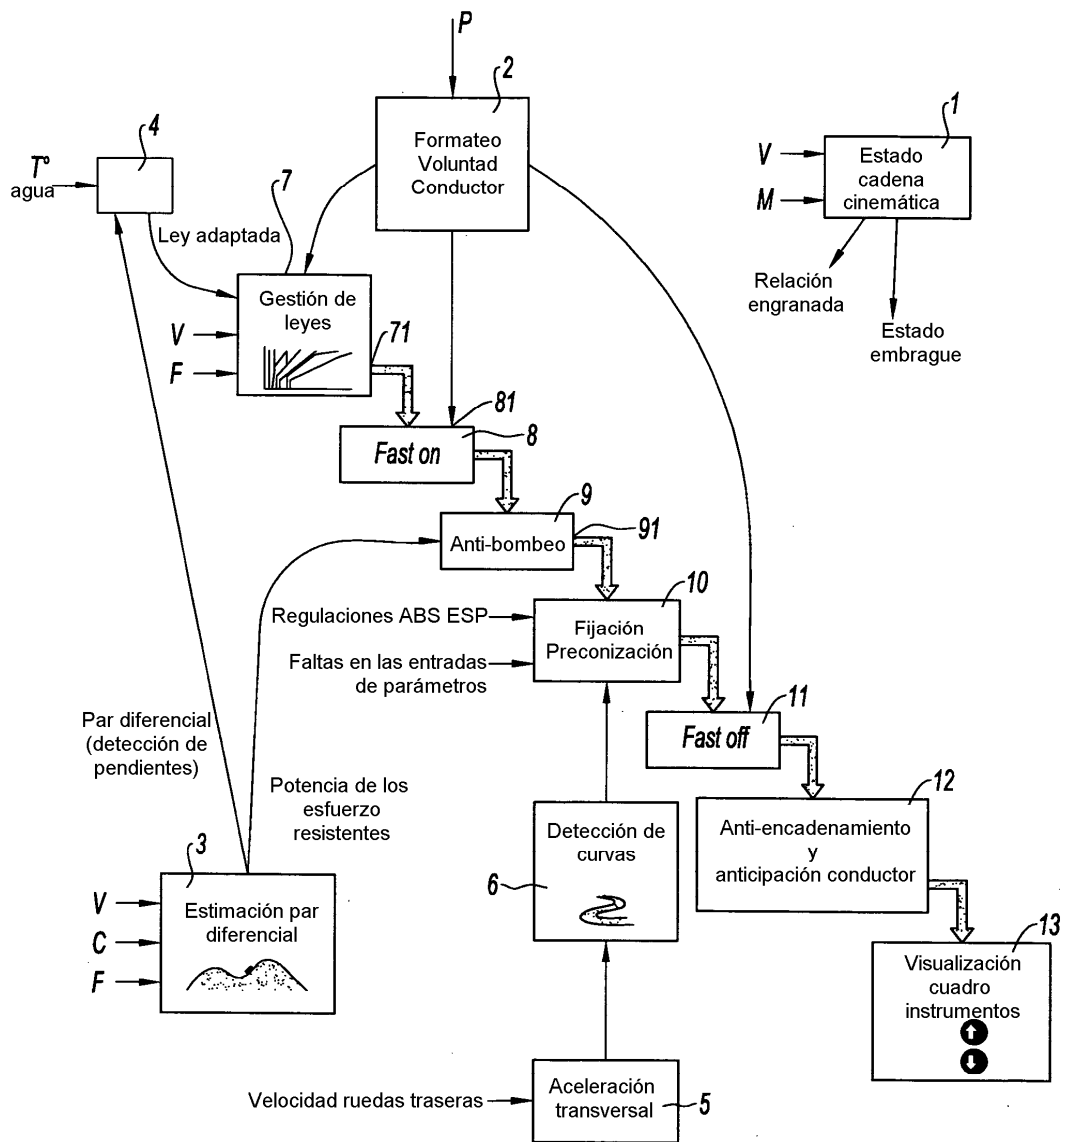 P
2
Formateo
Voluntad
Conductor
1
V
M
Estado
cadena
cinemática
Relación
engranada
Estado
embrague
4
T°
agua
Ley adaptada
7
Gestión de
leyes
V
F
71
81
8
Fast on
9
91
Anti-bombeo
10
Regulaciones ABS ESP
Fijación
Preconización
Faltas en las entradas
de parámetros
11
Fast off
Par diferencial
(detección de
pendientes)
Potencia de los
esfuerzo
resistentes
12
Anti-encadenamiento
y
anticipación conductor
Detección de
curvas
6
3
V
C
F
Estimación par
diferencial
13
Visualización
cuadro
instrumentos
Velocidad ruedas traseras
Aceleración
transversal
5